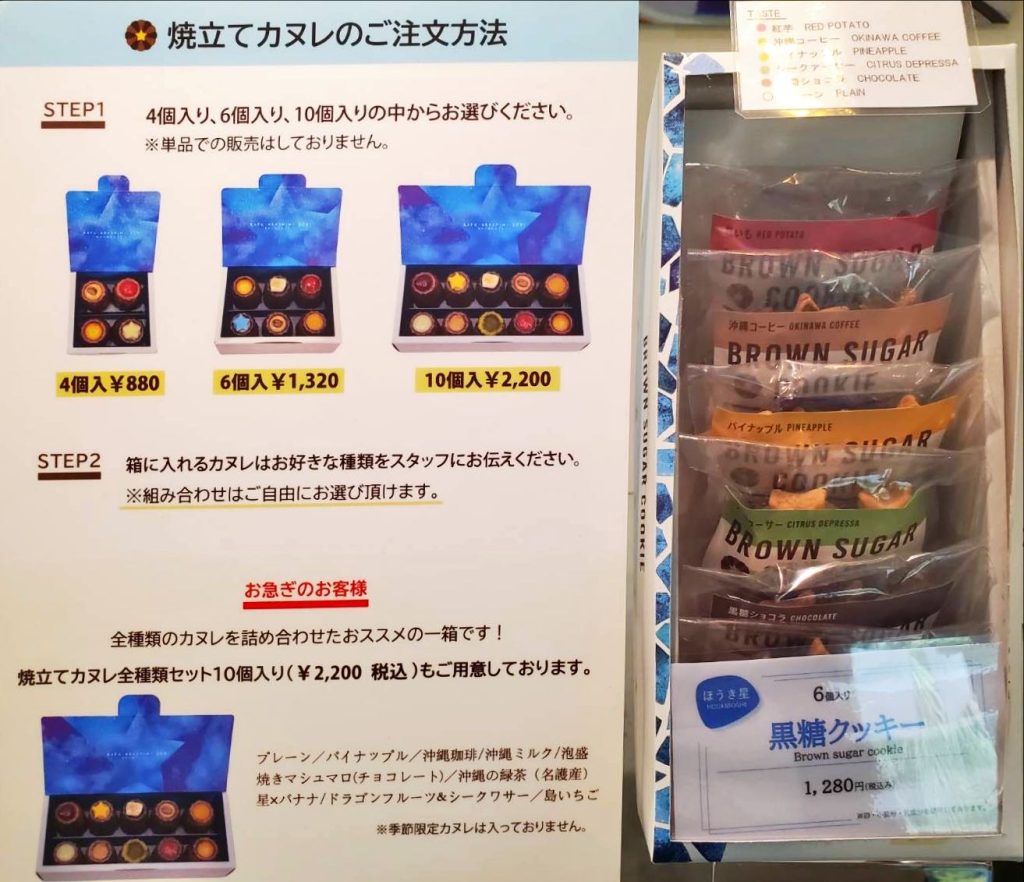 焼立てカヌレのご注文方法
STEP1
4個入り、6個入り、10個入りの中からお選びください。
※単品での販売はしておりません。
4個入￥880
6個入￥1,320
10個入￥2,200
STEP2
箱に入れるカヌレはお好きな種類をスタッフにお伝えください。
※組み合わせはご自由にお選び頂けます。
お急ぎのお客様
全種類のカヌレを詰め合わせたおススメの一箱です！
焼立てカヌレ全種類セット10個入り(￥2,200 税込)もご用意しております。
プレーン／パイナップル／沖縄珈琲/沖縄ミルク/泡盛
焼きマシュマロ(チョコレート)／沖縄の緑茶（名護産）
星×バナナ/ドラゴンフルーツ&シークワサー／島いちご
※季節限定カヌレは入っておりません。
TASTE
紅芋 RED POTATO
沖縄コーヒー OKINAWA COFFEE
パイナップル PINEAPPLE
CITRUS DEPRESSA
ショコラ CHOCOLATE
PLAIN
BROWN SUGAR COOKIE
いも RED POTATO
BROWN SUGAR
COOKIE
沖縄コーヒー OKINAWA COFFEE
BROWN SUGAR
COOKIE
パイナップル PINEAPPLE
BROWN SUGAR
COOKIE
ーサー CITRUS DEPRESSA
BROWN SUGAR
黒糖ショコラ CHOCOLATE
BROWN SUGAR
ほうき星
HOUKIBOSHI
6個入り
黒糖クッキー
Brown sugar cookie
1,280円(税込み)